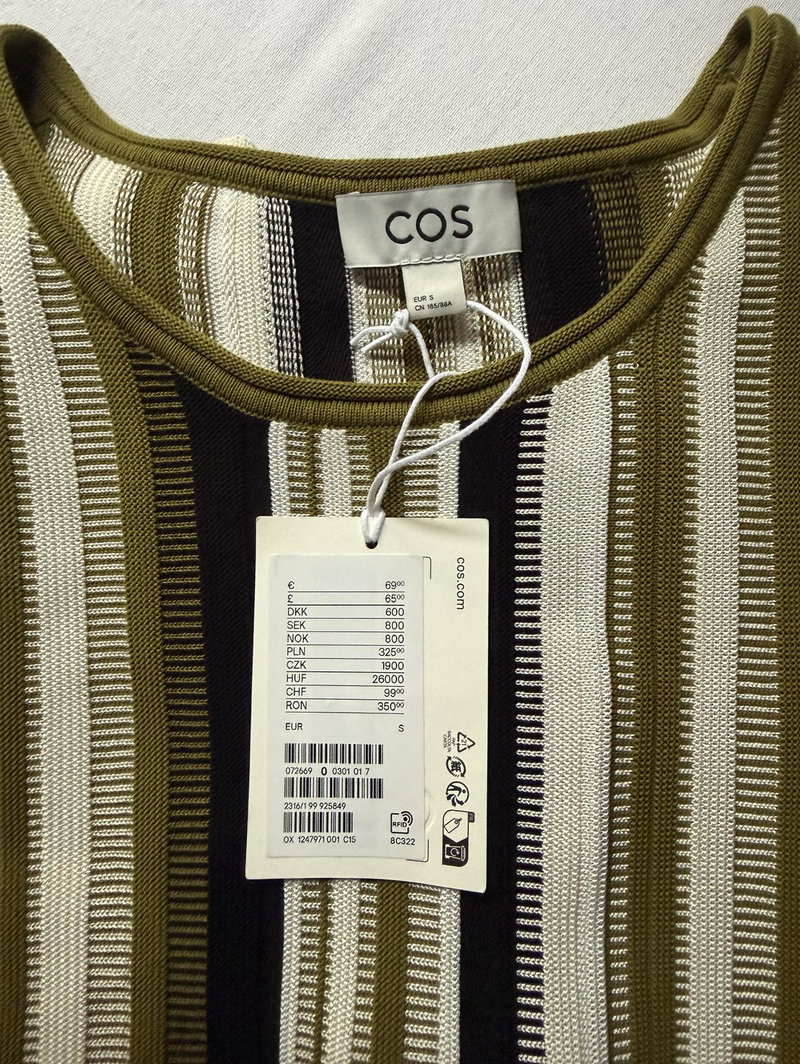 COS
EUR S
CN 165/88A
cos.com
€ 69⁰⁰
£ 65⁰⁰
DKK 600
SEK 800
NOK 800
PLN 325⁰⁰
CZK 1900
HUF 26000
CHF 99⁰⁰
RON 350⁰⁰
EUR S
072669 0 0301 01 7
2316/1 99 925849
RFID
OX 1247971 001 C15 8C322
21